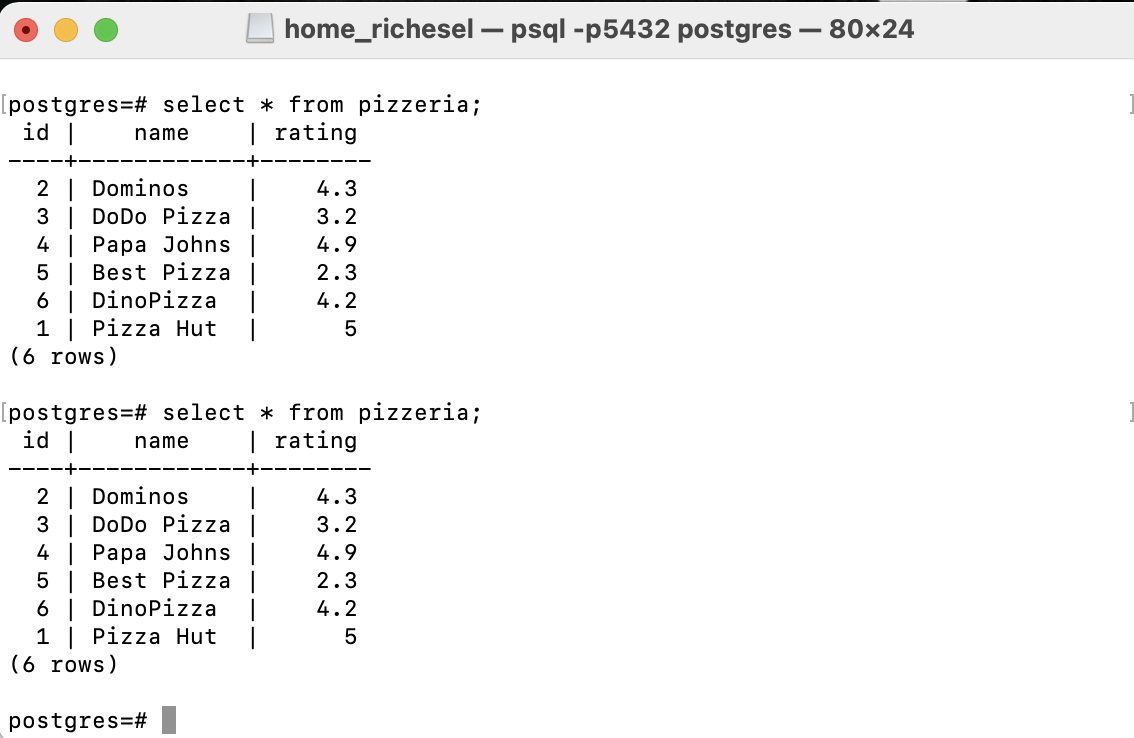 home_richesel — psql -p5432 postgres — 80×24
[postgres=# select * from pizzeria; ]
 id |    name    | rating
----+------------+--------
  2 | Dominos    |    4.3
  3 | DoDo Pizza |    3.2
  4 | Papa Johns |    4.9
  5 | Best Pizza |    2.3
  6 | DinoPizza  |    4.2
  1 | Pizza Hut  |      5
(6 rows)
[postgres=# select * from pizzeria; ]
 id |    name    | rating
----+------------+--------
  2 | Dominos    |    4.3
  3 | DoDo Pizza |    3.2
  4 | Papa Johns |    4.9
  5 | Best Pizza |    2.3
  6 | DinoPizza  |    4.2
  1 | Pizza Hut  |      5
(6 rows)
postgres=#